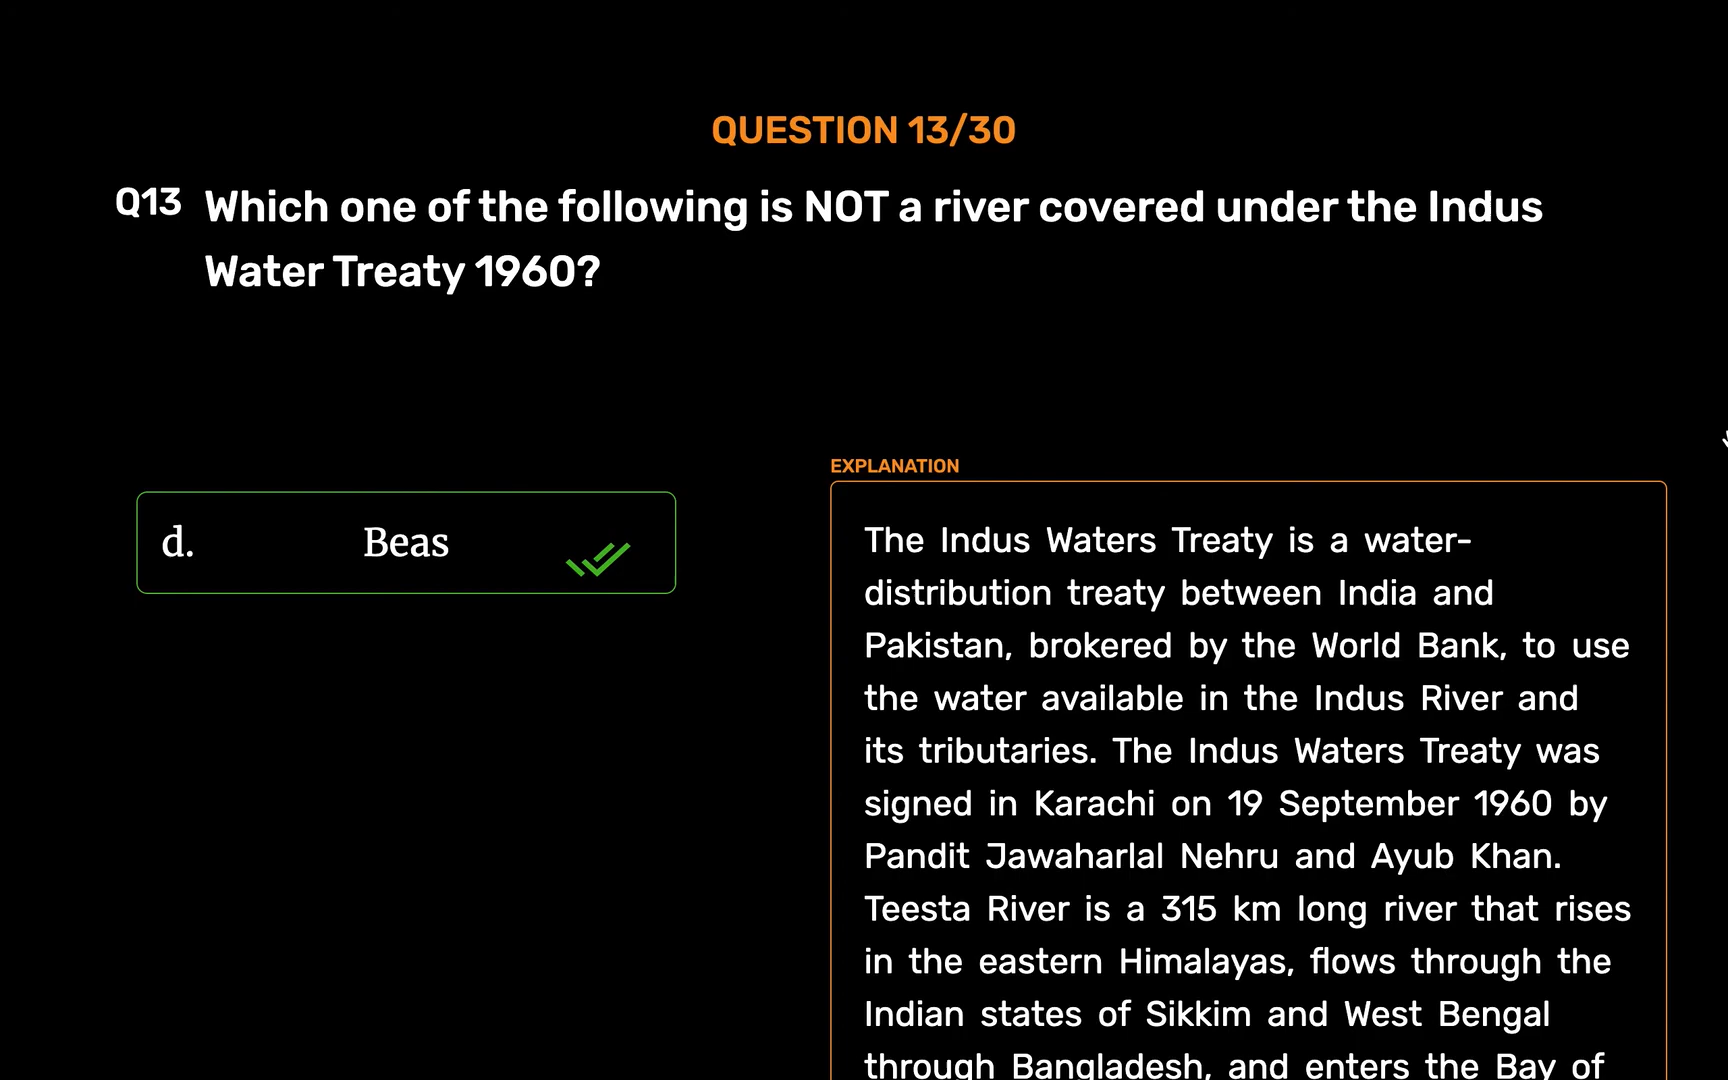 QUESTION 13/30
Q13 Which one of the following is NOT a river covered under the Indus
Water Treaty 1960?
d. Beas
EXPLANATION
The Indus Waters Treaty is a water-
distribution treaty between India and
Pakistan, brokered by the World Bank, to use
the water available in the Indus River and
its tributaries. The Indus Waters Treaty was
signed in Karachi on 19 September 1960 by
Pandit Jawaharlal Nehru and Ayub Khan.
Teesta River is a 315 km long river that rises
in the eastern Himalayas, flows through the
Indian states of Sikkim and West Bengal
through Bangladesh, and enters the Bay of